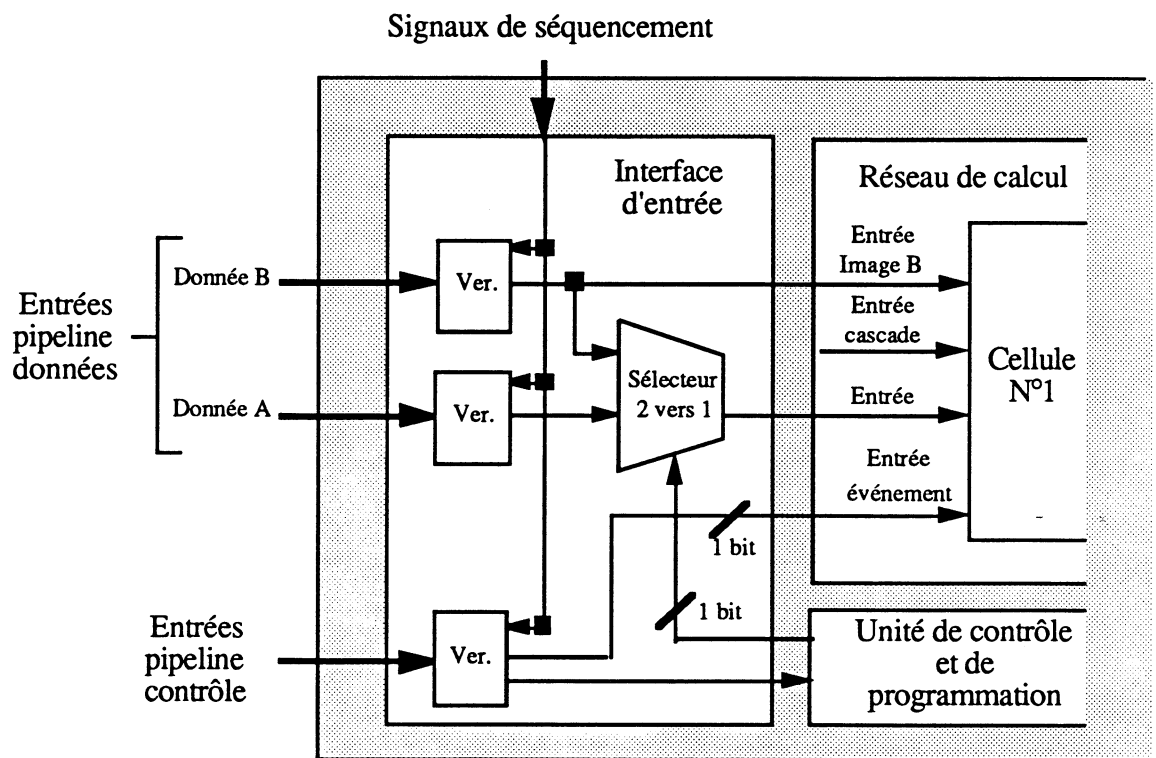 Signaux de séquencement
Interface
d'entrée
Réseau de calcul
Entrée
Image B
Entrées
pipeline
données
Donnée B
Ver.
Entrée
cascade
Cellule
N°1
Sélecteur
2 vers 1
Donnée A
Ver.
Entrée
Entrée
événement
1 bit
1 bit
Entrées
pipeline
contrôle
Ver.
Unité de contrôle
et de
programmation